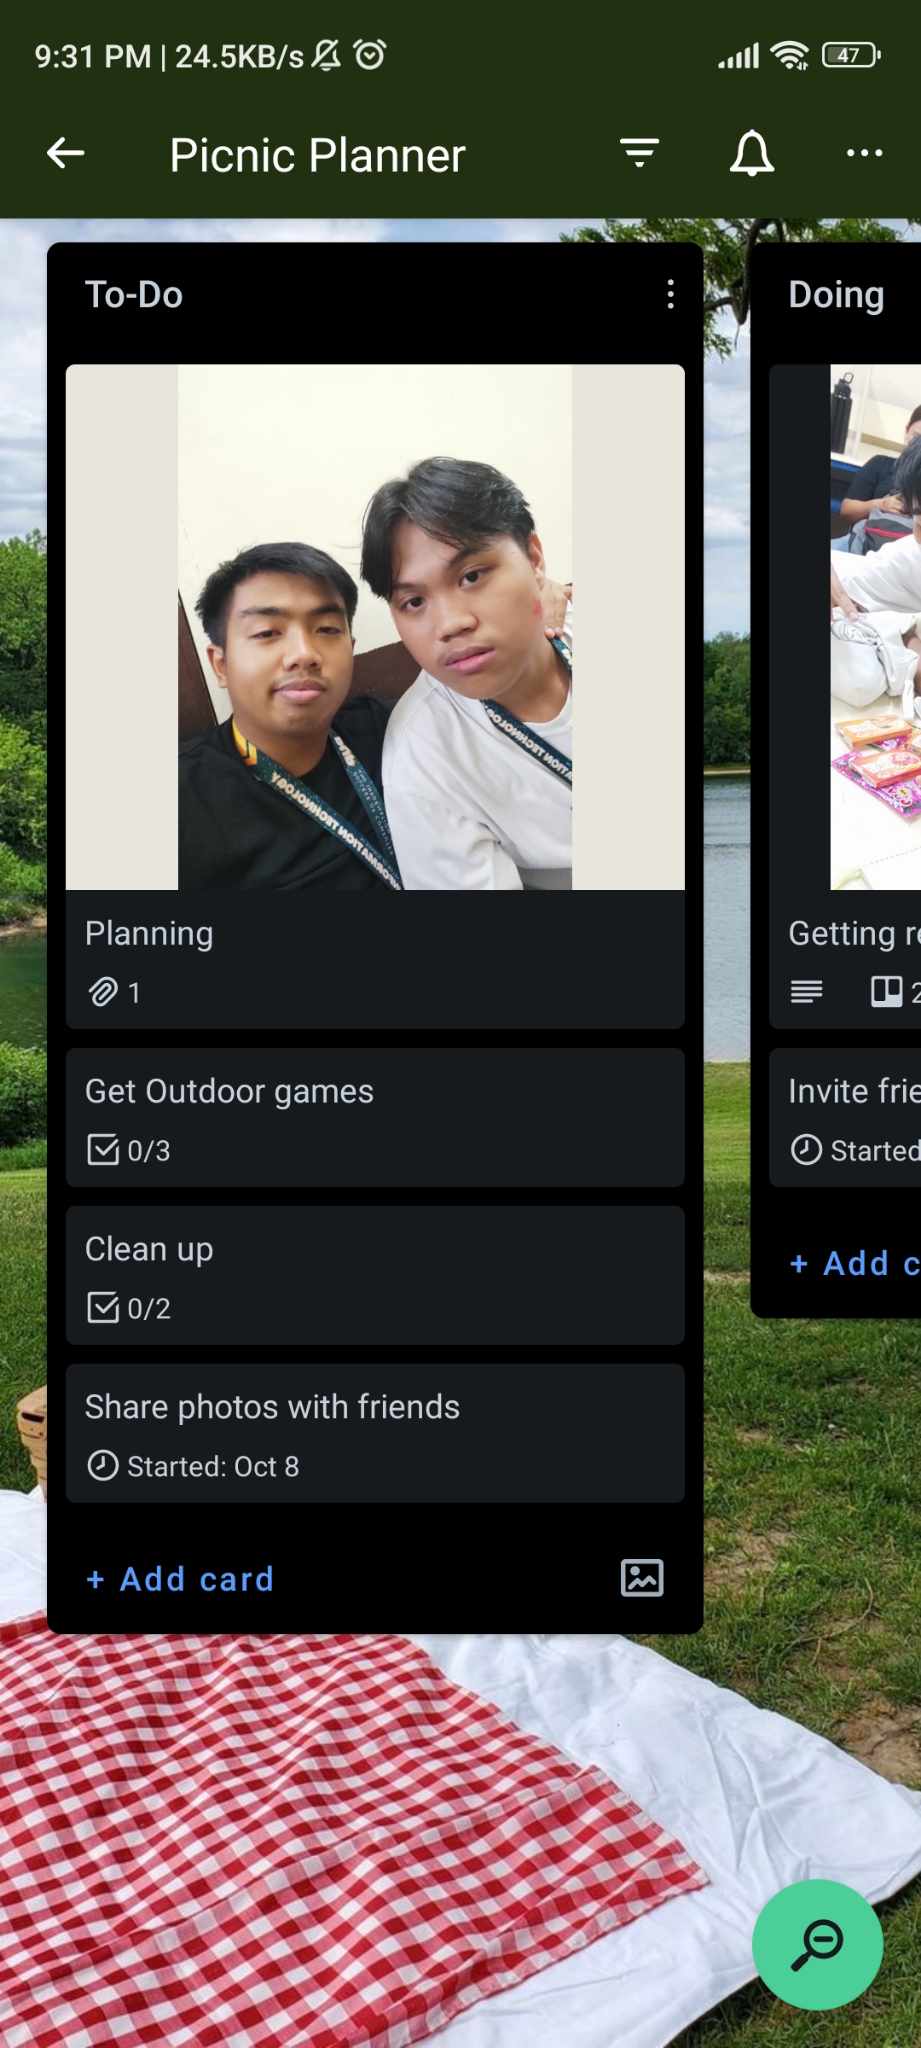 9:31 PM | 24.5KB/s
47
Picnic Planner
To-Do
Planning
1
Get Outdoor games
0/3
Clean up
0/2
Share photos with friends
Started: Oct 8
+ Add card
Doing
Getting re
2
Invite frie
Started
+ Add c